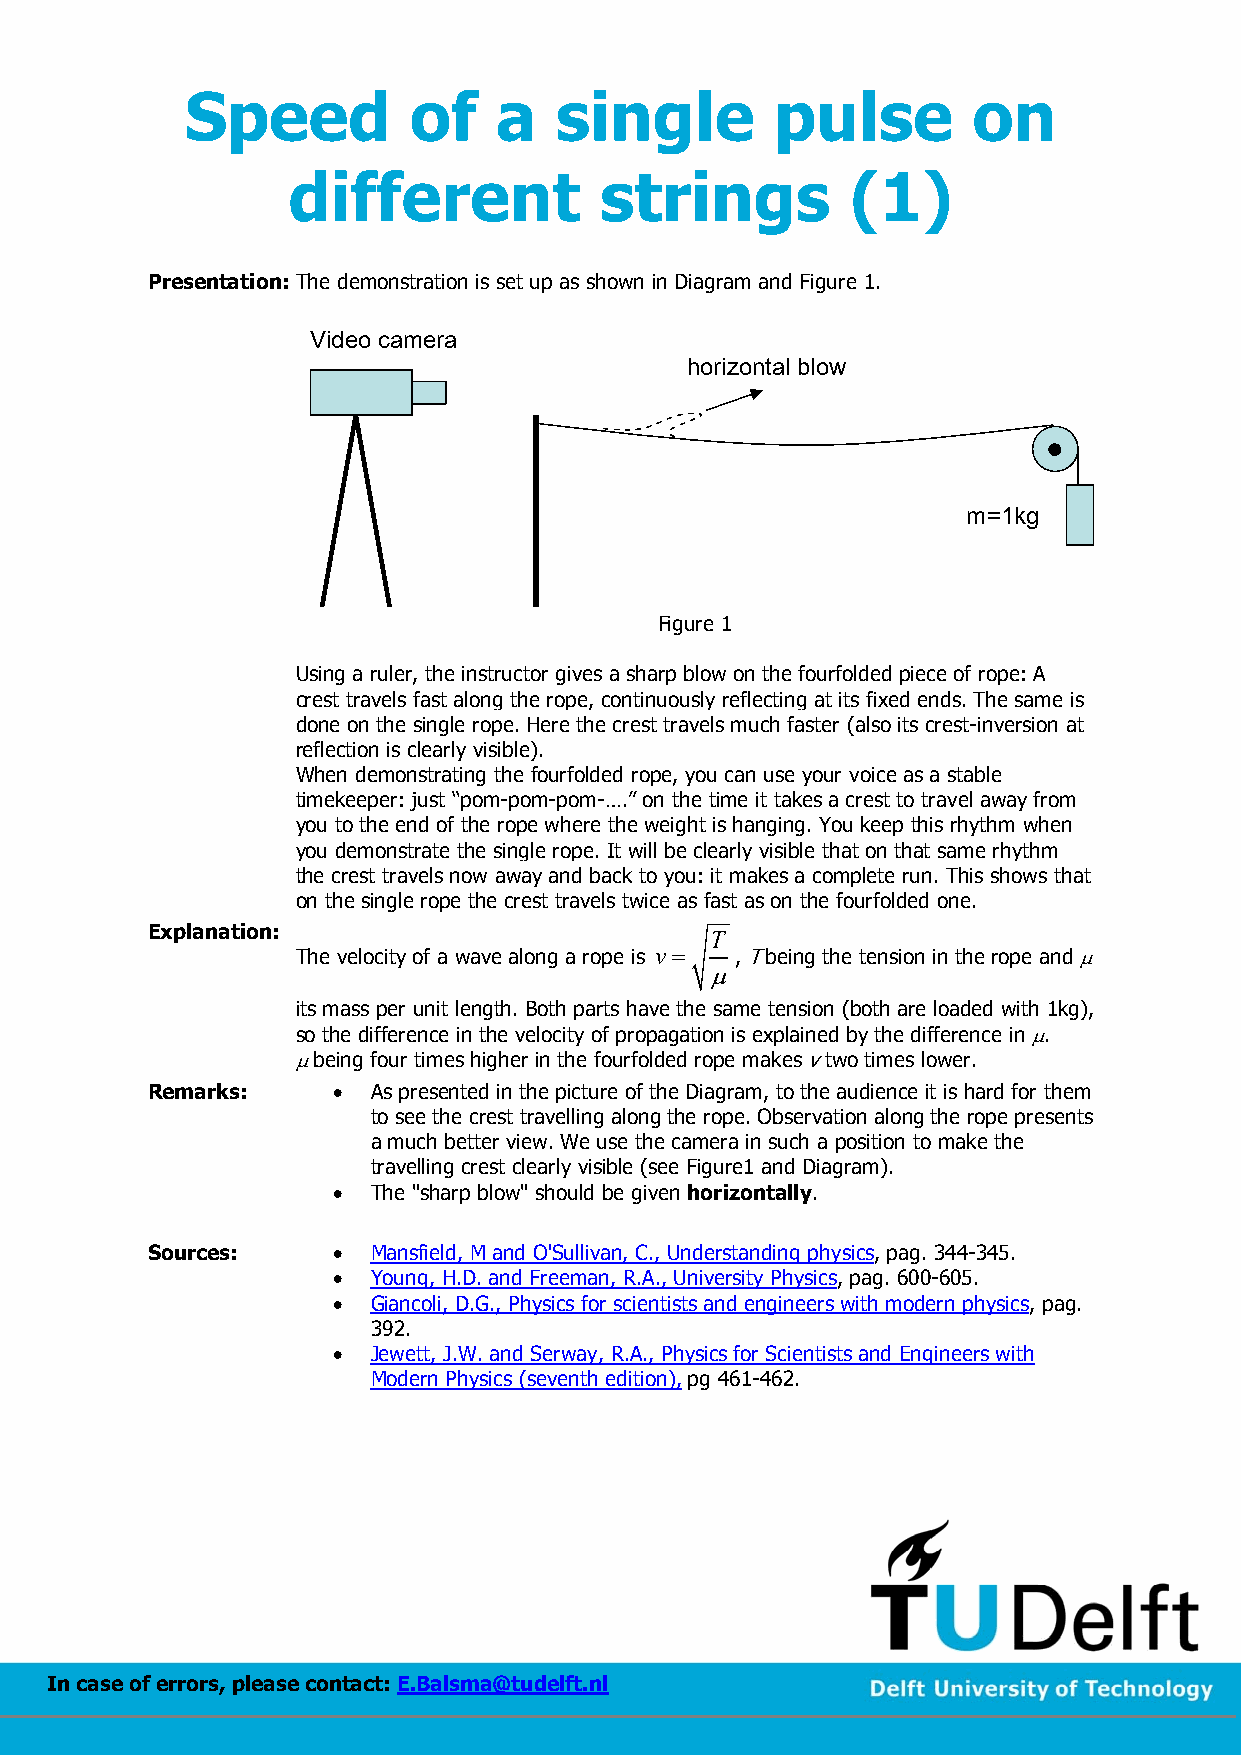 Speed of a single pulse on
different strings (1)
Presentation: The demonstration is set up as shown in Diagram and Figure 1.
Video camera
horizontal blow
m=1kg
Figure 1
Using a ruler, the instructor gives a sharp blow on the fourfolded piece of rope: A
crest travels fast along the rope, continuously reflecting at its fixed ends. The same is
done on the single rope. Here the crest travels much faster (also its crest-inversion at
reflection is clearly visible).
When demonstrating the fourfolded rope, you can use your voice as a stable
timekeeper: just “pom-pom-pom-….” on the time it takes a crest to travel away from
you to the end of the rope where the weight is hanging. You keep this rhythm when
you demonstrate the single rope. It will be clearly visible that on that same rhythm
the crest travels now away and back to you: it makes a complete run. This shows that
on the single rope the crest travels twice as fast as on the fourfolded one.
Explanation:
The velocity of a wave along a rope is v = √(T/μ) , T being the tension in the rope and μ
its mass per unit length. Both parts have the same tension (both are loaded with 1kg),
so the difference in the velocity of propagation is explained by the difference in μ.
μ being four times higher in the fourfolded rope makes v two times lower.
Remarks: • As presented in the picture of the Diagram, to the audience it is hard for them
to see the crest travelling along the rope. Observation along the rope presents
a much better view. We use the camera in such a position to make the
travelling crest clearly visible (see Figure1 and Diagram).
• The "sharp blow" should be given horizontally.
Sources: • Mansfield, M and O'Sullivan, C., Understanding physics, pag. 344-345.
• Young, H.D. and Freeman, R.A., University Physics, pag. 600-605.
• Giancoli, D.G., Physics for scientists and engineers with modern physics, pag.
392.
• Jewett, J.W. and Serway, R.A., Physics for Scientists and Engineers with
Modern Physics (seventh edition), pg 461-462.
TUDelft
In case of errors, please contact: E.Balsma@tudelft.nl
Delft University of Technology